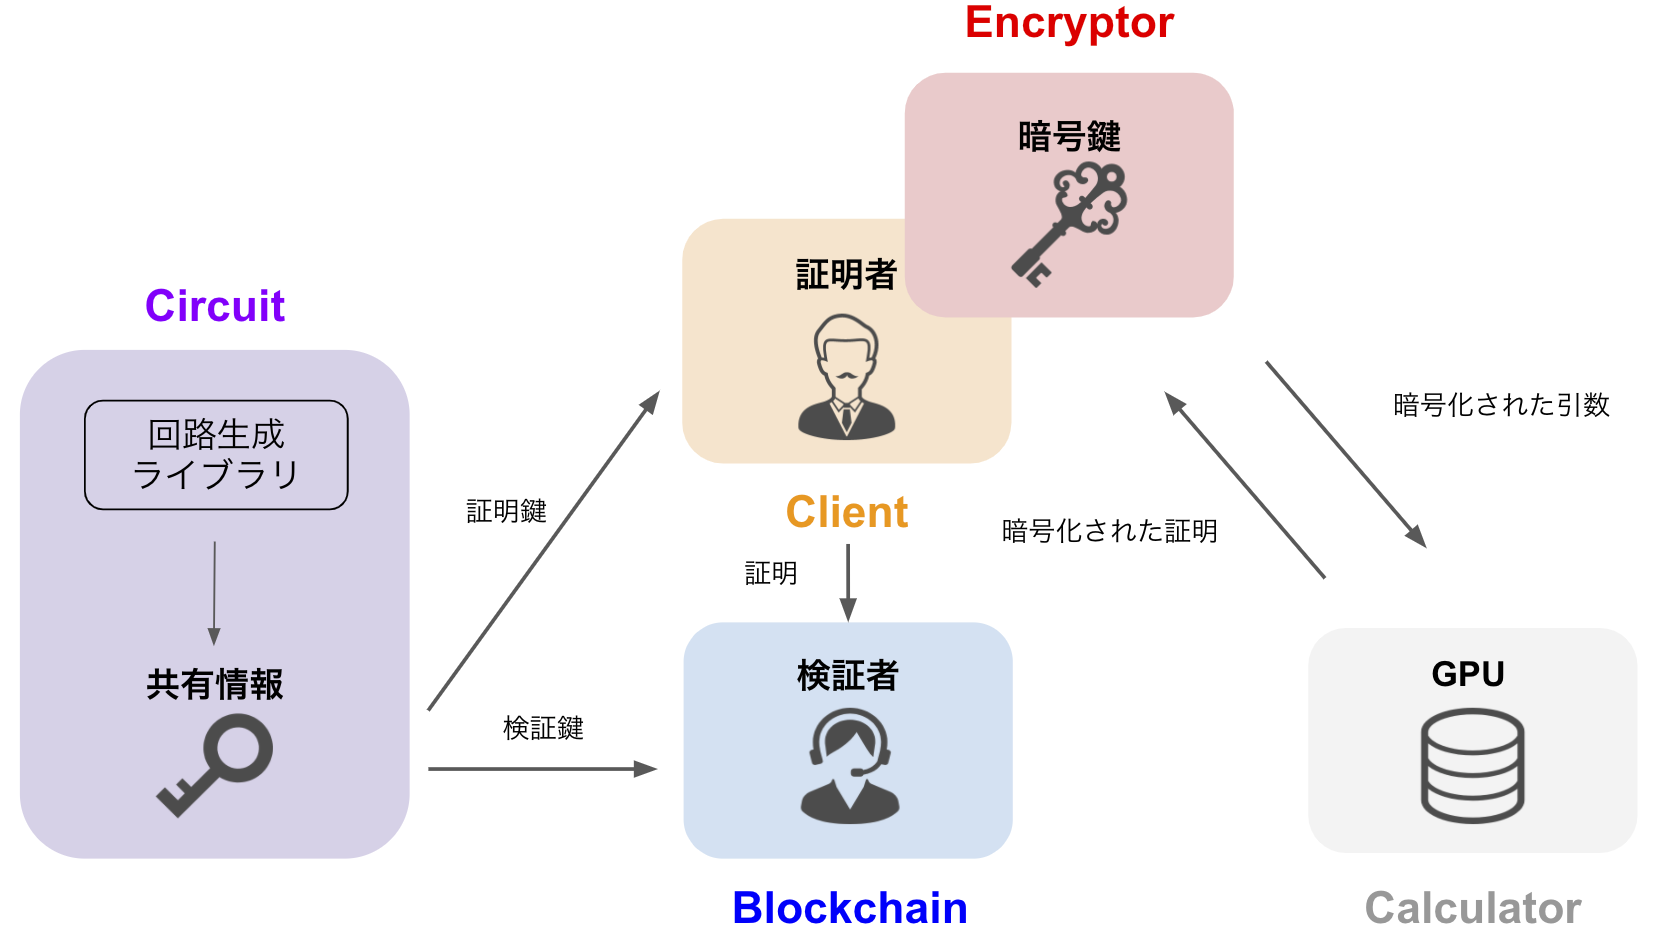 Encryptor
暗号鍵
証明者
Circuit
回路生成
ライブラリ
暗号化された引数
証明鍵
Client
暗号化された証明
証明
共有情報
検証者
GPU
検証鍵
Blockchain
Calculator